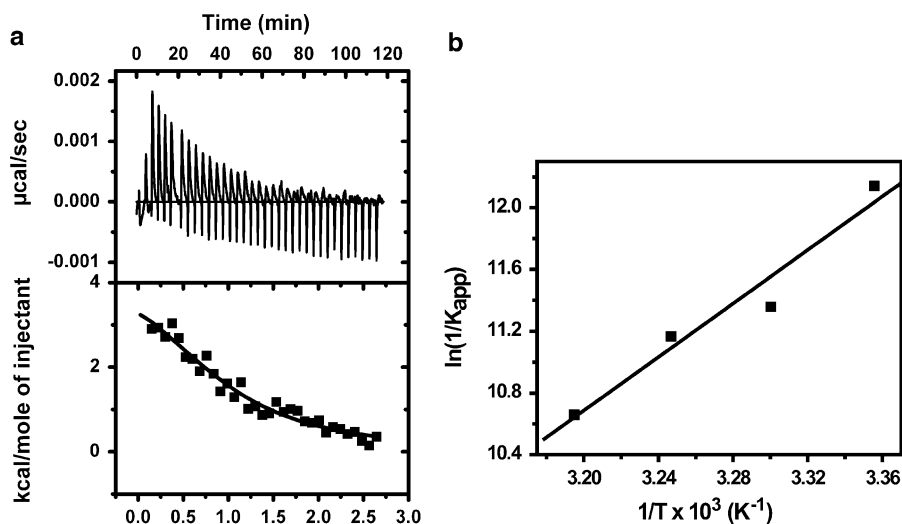 a
Time (min)
0 20 40 60 80 100 120
0.002
0.001
0.000
-0.001
μcal/sec
4
2
0
kcal/mole of injectant
0.0 0.5 1.0 1.5 2.0 2.5 3.0
b
12.0
11.6
11.2
10.8
10.4
ln(1/Kapp)
3.20 3.24 3.28 3.32 3.36
1/T x 10³ (K⁻¹)